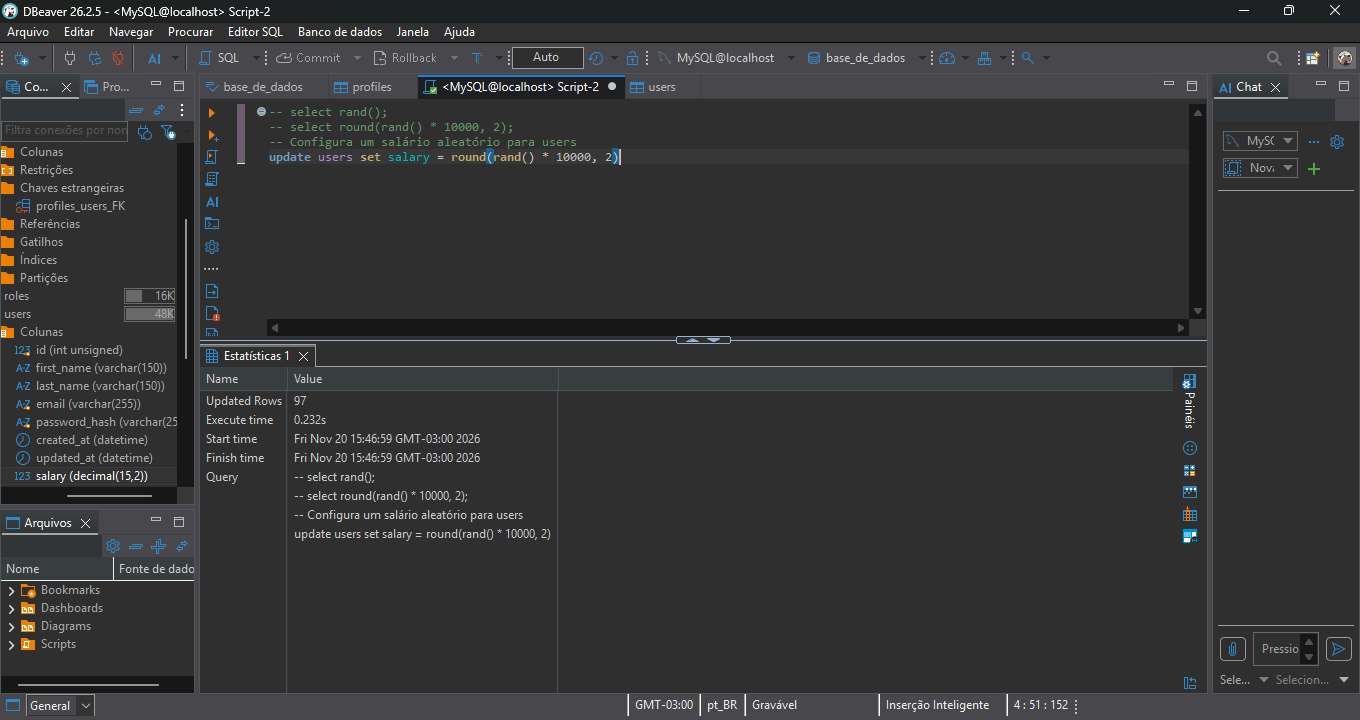 DBeaver 26.2.5 - <MySQL@localhost> Script-2
Arquivo Editar Navegar Procurar Editor SQL Banco de dados Janela Ajuda
AI SQL Commit Rollback T Auto MySQL@localhost base_de_dados
Co... Pro...
base_de_dados profiles <MySQL@localhost> Script-2 users
AI Chat
Filtra conexões por nom
Colunas
Restrições
Chaves estrangeiras
profiles_users_FK
Referências
Gatilhos
Índices
Partições
roles 16K
users 48K
Colunas
123 id (int unsigned)
A-Z first_name (varchar(150))
A-Z last_name (varchar(150))
A-Z email (varchar(255))
A-Z password_hash (varchar(25
created_at (datetime)
updated_at (datetime)
123 salary (decimal(15,2))
-- select rand();
-- select round(rand() * 10000, 2);
-- Configura um salário aleatório para users
update users set salary = round(rand() * 10000, 2)
AI
Estatísticas 1
Name Value
Updated Rows 97
Execute time 0.232s
Start time Fri Nov 20 15:46:59 GMT-03:00 2026
Finish time Fri Nov 20 15:46:59 GMT-03:00 2026
Query -- select rand();
-- select round(rand() * 10000, 2);
-- Configura um salário aleatório para users
update users set salary = round(rand() * 10000, 2)
Painéis
MySC
Nova
Pressio
Sele... Selecion...
Arquivos
Nome Fonte de dado
Bookmarks
Dashboards
Diagrams
Scripts
General
GMT-03:00 pt_BR Gravável Inserção Inteligente 4 : 51 : 152